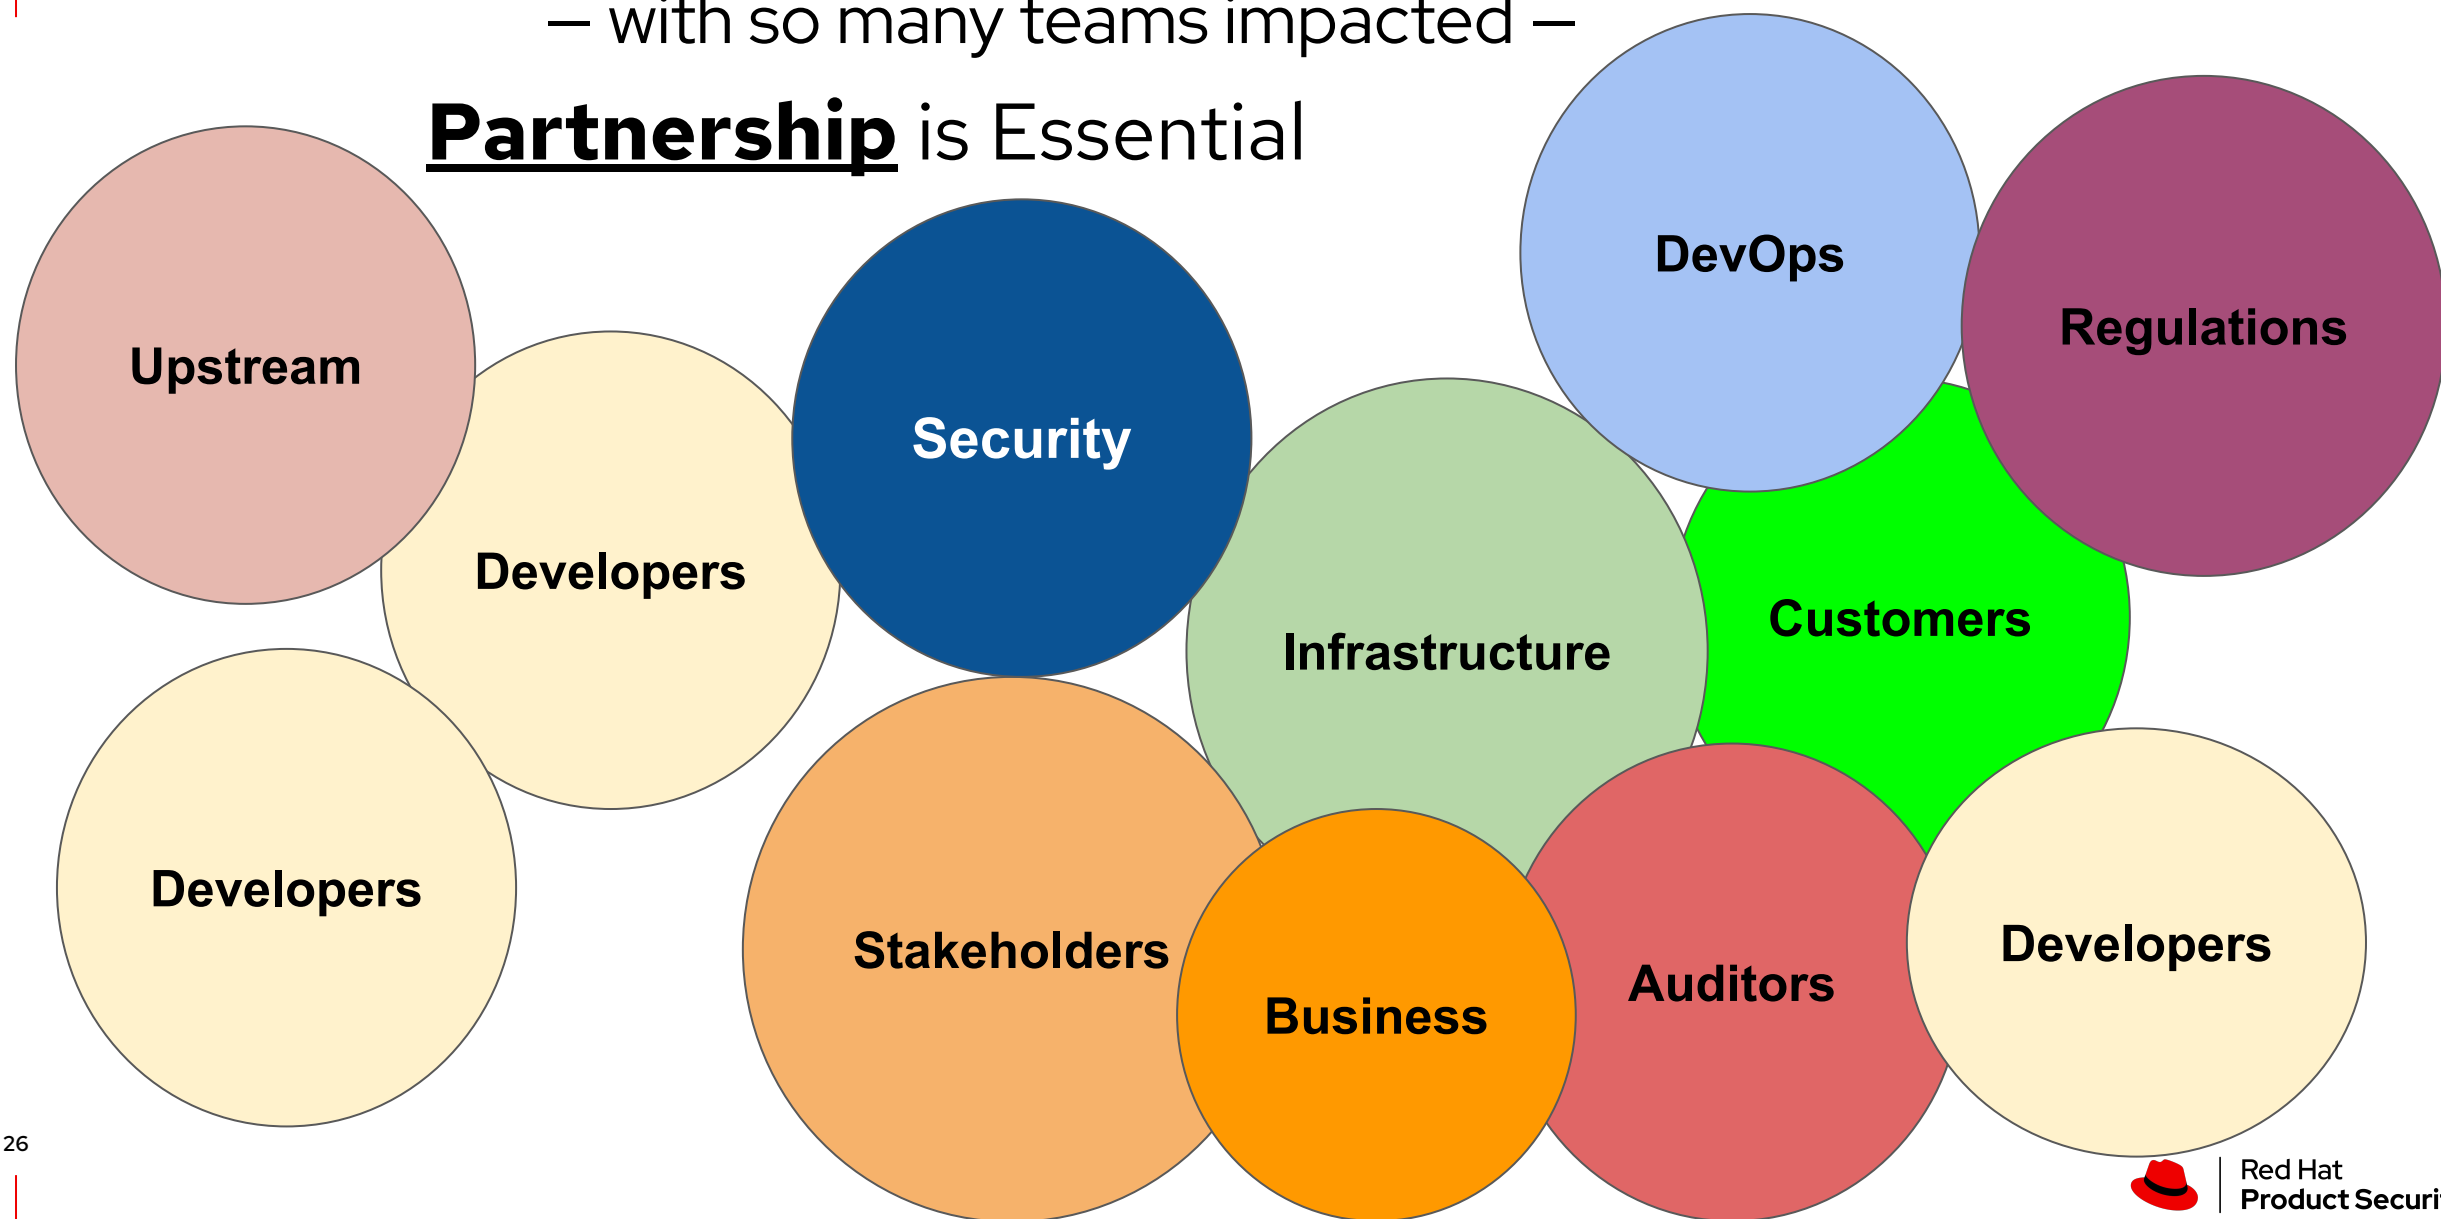 — with so many teams impacted —
Partnership is Essential
DevOps
Regulations
Upstream
Security
Developers
Customers
Infrastructure
Developers
Stakeholders
Developers
Auditors
Business
26
Red Hat
Product Securi